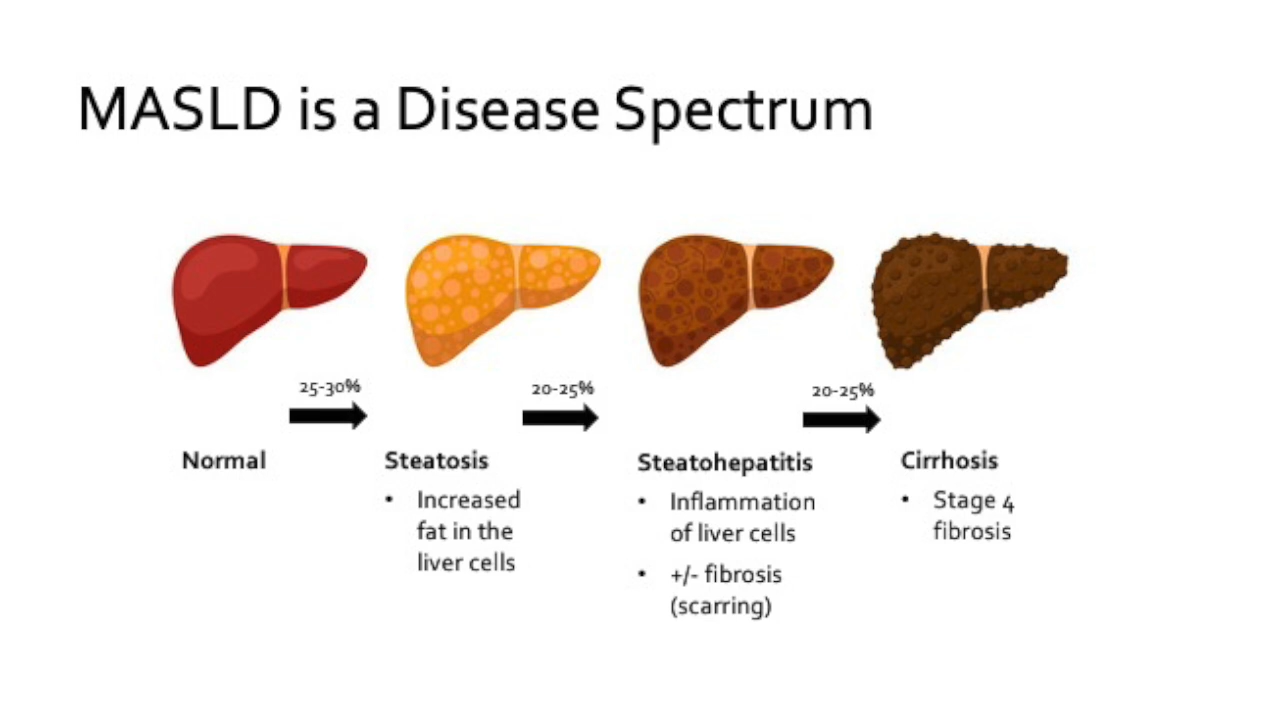 MASLD is a Disease Spectrum
25-30%
20-25%
20-25%
Normal
Steatosis
• Increased
fat in the
liver cells
Steatohepatitis
• Inflammation
of liver cells
• +/- fibrosis
(scarring)
Cirrhosis
• Stage 4
fibrosis